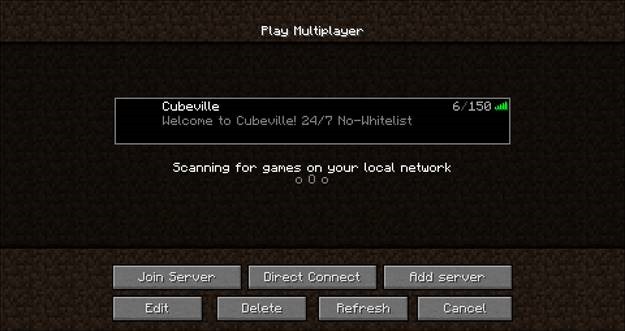 Play Multiplayer
Cubeville 6/150
Welcome to Cubeville! 24/7 No-Whitelist
Scanning for games on your local network
o O o
Join Server Direct Connect Add server
Edit Delete Refresh Cancel